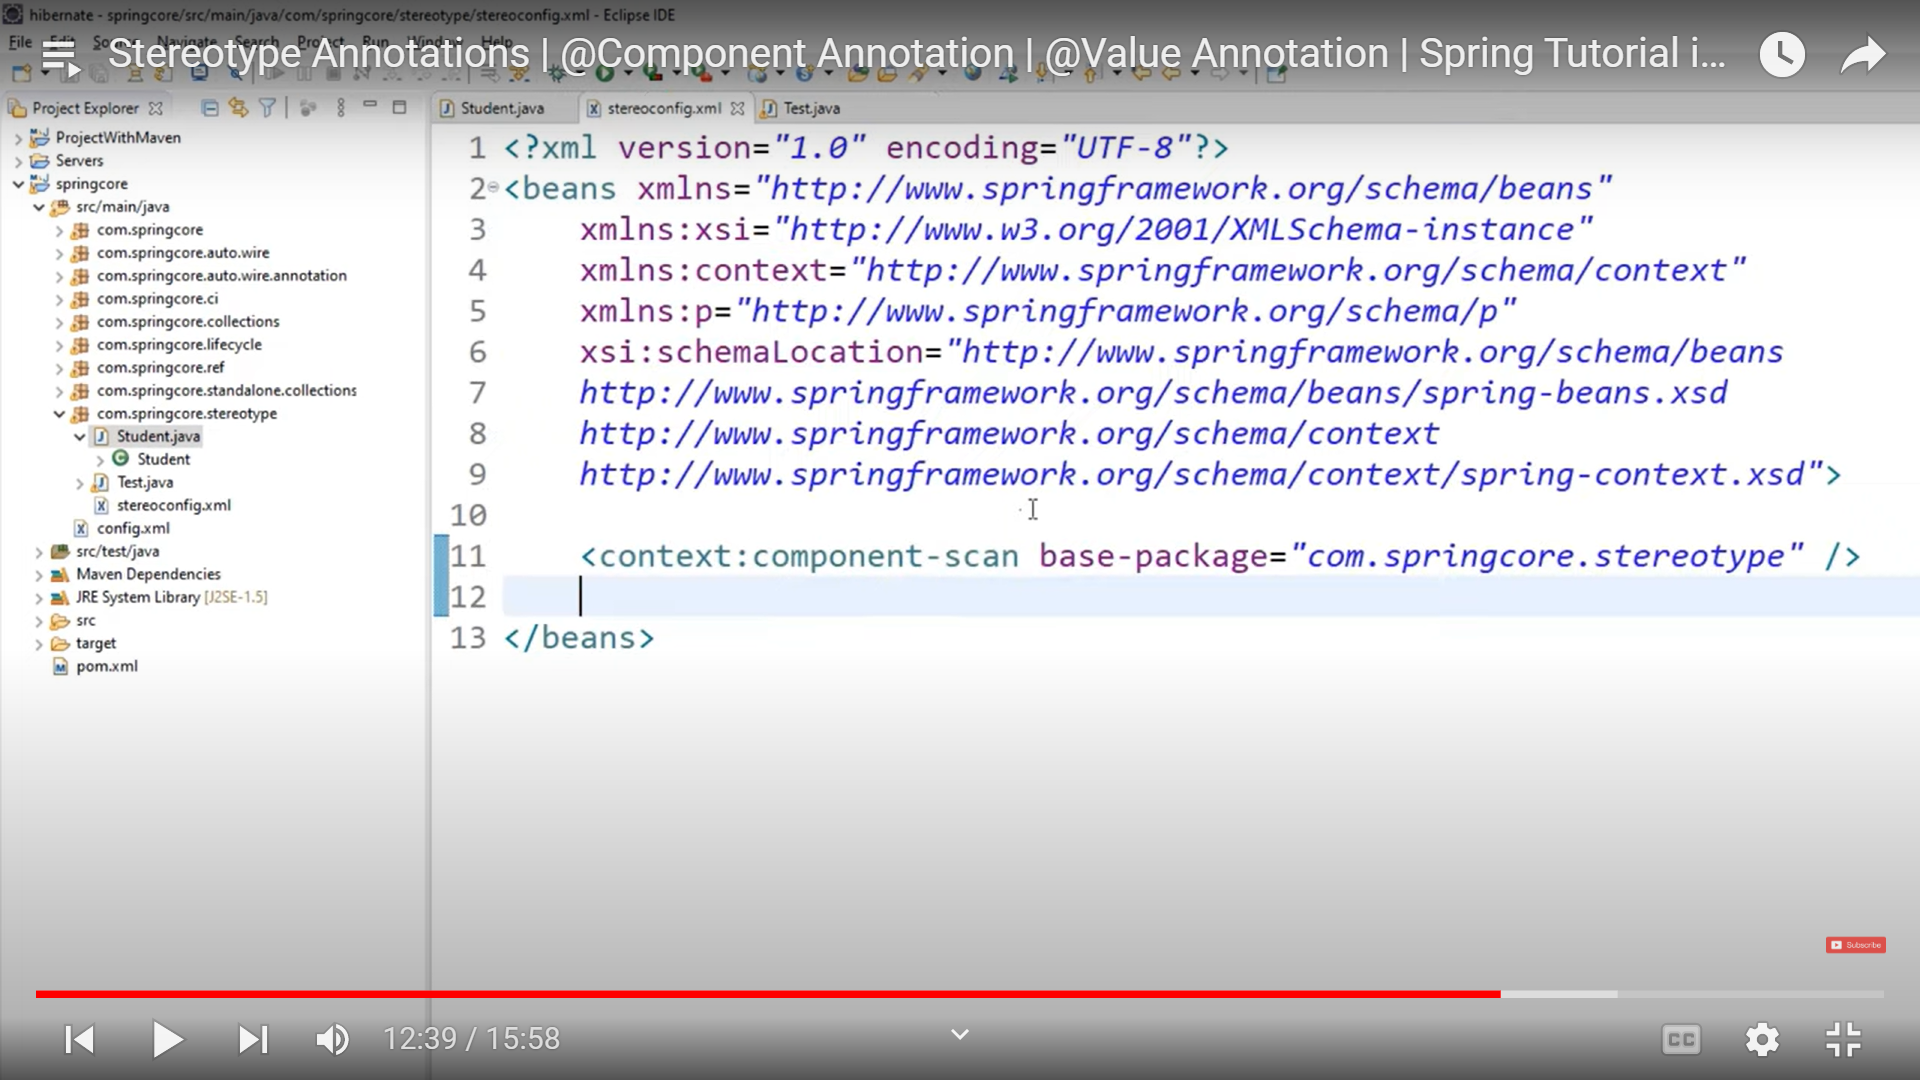 hibernate - springcore/src/main/java/com/springcore/stereotype/stereoconfig.xml - Eclipse IDE
File Edit Source Navigate Search Project Run Window Help
Stereotype Annotations | @Component Annotation | @Value Annotation | Spring Tutorial i...
Project Explorer
Student.java
stereoconfig.xml
Test.java
ProjectWithMaven
Servers
springcore
src/main/java
com.springcore
com.springcore.auto.wire
com.springcore.auto.wire.annotation
com.springcore.ci
com.springcore.collections
com.springcore.lifecycle
com.springcore.ref
com.springcore.standalone.collections
com.springcore.stereotype
Student.java
Student
Test.java
stereoconfig.xml
config.xml
src/test/java
Maven Dependencies
JRE System Library [J2SE-1.5]
src
target
pom.xml
1 <?xml version="1.0" encoding="UTF-8"?>
2 <beans xmlns="http://www.springframework.org/schema/beans"
3 xmlns:xsi="http://www.w3.org/2001/XMLSchema-instance"
4 xmlns:context="http://www.springframework.org/schema/context"
5 xmlns:p="http://www.springframework.org/schema/p"
6 xsi:schemaLocation="http://www.springframework.org/schema/beans
7 http://www.springframework.org/schema/beans/spring-beans.xsd
8 http://www.springframework.org/schema/context
9 http://www.springframework.org/schema/context/spring-context.xsd">
10
11 <context:component-scan base-package="com.springcore.stereotype" />
12
13 </beans>
Subscribe
12:39 / 15:58
CC